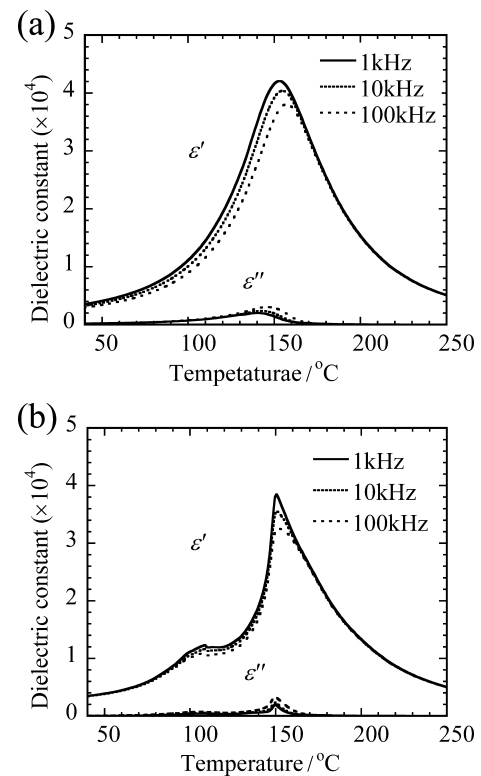 (a)
5
4
3
2
1
0
Dielectric constant (×10⁴)
1kHz
10kHz
100kHz
ε′
ε″
50
100
150
200
250
Tempetaturae / °C
(b)
5
4
3
2
1
0
Dielectric constant (×10⁴)
1kHz
10kHz
100kHz
ε′
ε″
50
100
150
200
250
Temperature / °C